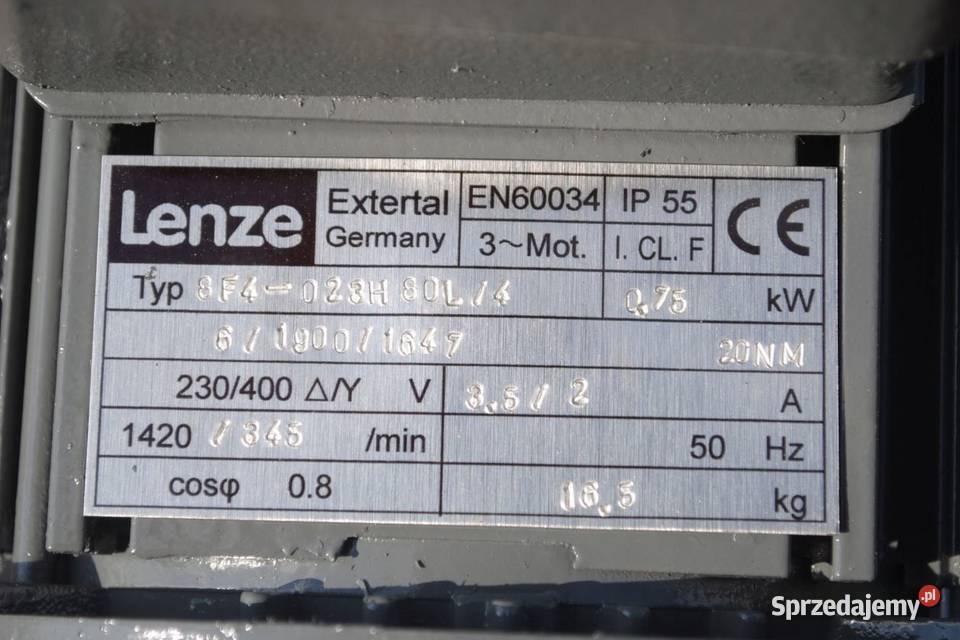 Lenze Extertal Germany EN60034 IP 55 CE
3~Mot. I. CL. F
Typ 8F4-023H 80L/4 0,75 kW
6/1900/1647 20NM
230/400 Δ/Y V 3.5/2 A
1420 /345 /min 50 Hz
cosφ 0.8 16,5 kg
Sprzedajemy.pl